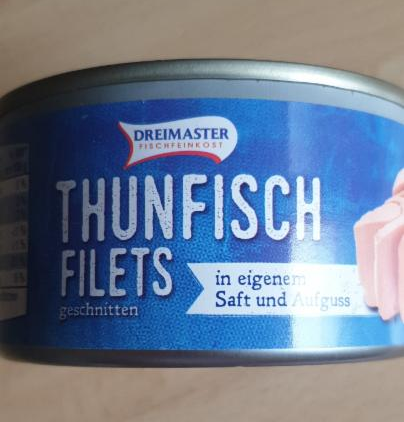 DREIMASTER
FISCHFEINKOST
THUNFISCH
FILETS
geschnitten
in eigenem
Saft und Aufguss